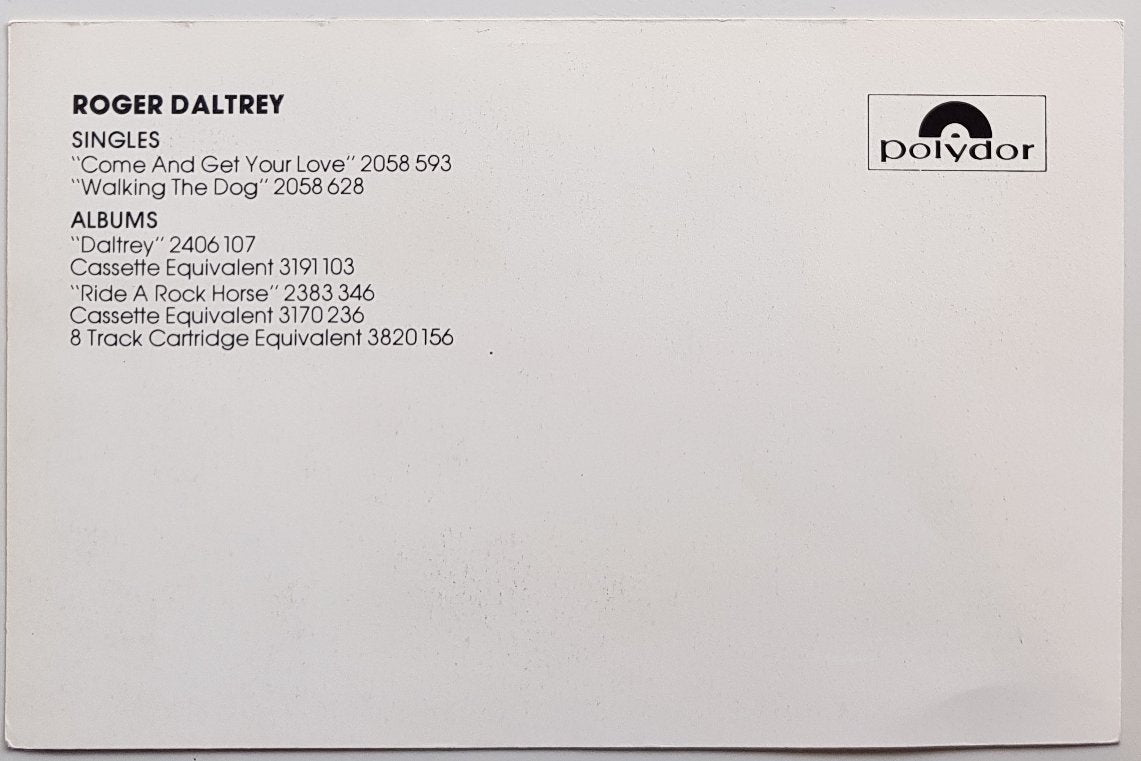 ROGER DALTREY
SINGLES
"Come And Get Your Love" 2058 593
"Walking The Dog" 2058 628
ALBUMS
"Daltrey" 2406 107
Cassette Equivalent 3191 103
"Ride A Rock Horse" 2383 346
Cassette Equivalent 3170 236
8 Track Cartridge Equivalent 3820 156
polydor